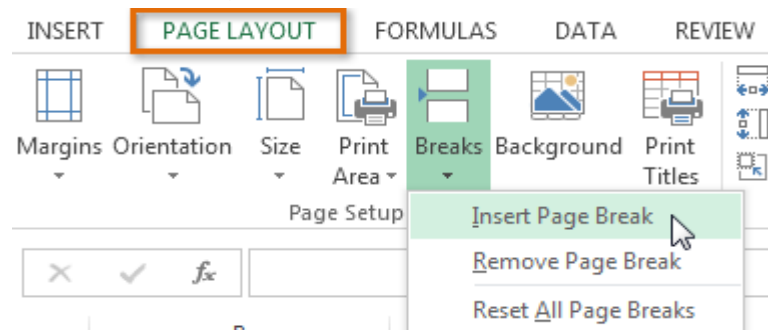 INSERT PAGE LAYOUT FORMULAS DATA REVIEW
Margins Orientation Size Print Area Breaks Background Print Titles
Page Setup
Insert Page Break
Remove Page Break
Reset All Page Breaks
fx